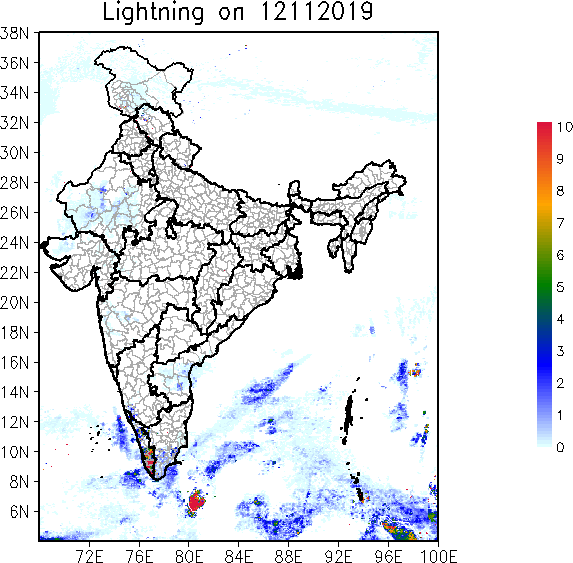 Lightning on 12112019
38N
36N
34N
32N
30N
28N
26N
24N
22N
20N
18N
16N
14N
12N
10N
8N
6N
72E 76E 80E 84E 88E 92E 96E 100E
10
9
8
7
6
5
4
3
2
1
0